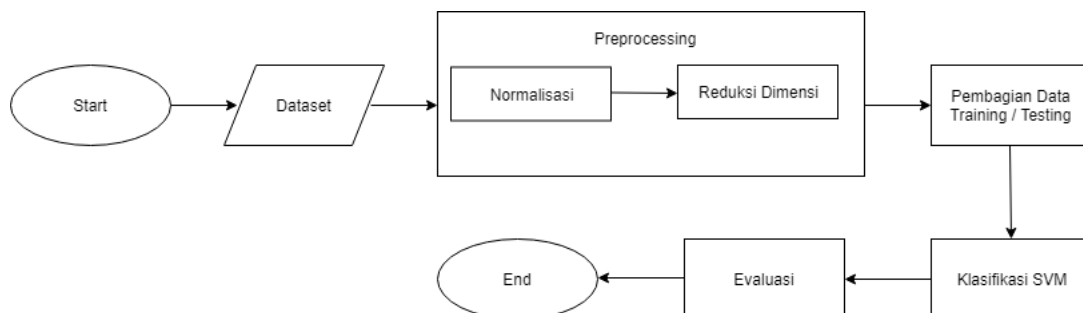 Start
Dataset
Preprocessing
Normalisasi
Reduksi Dimensi
Pembagian Data
Training / Testing
Klasifikasi SVM
Evaluasi
End